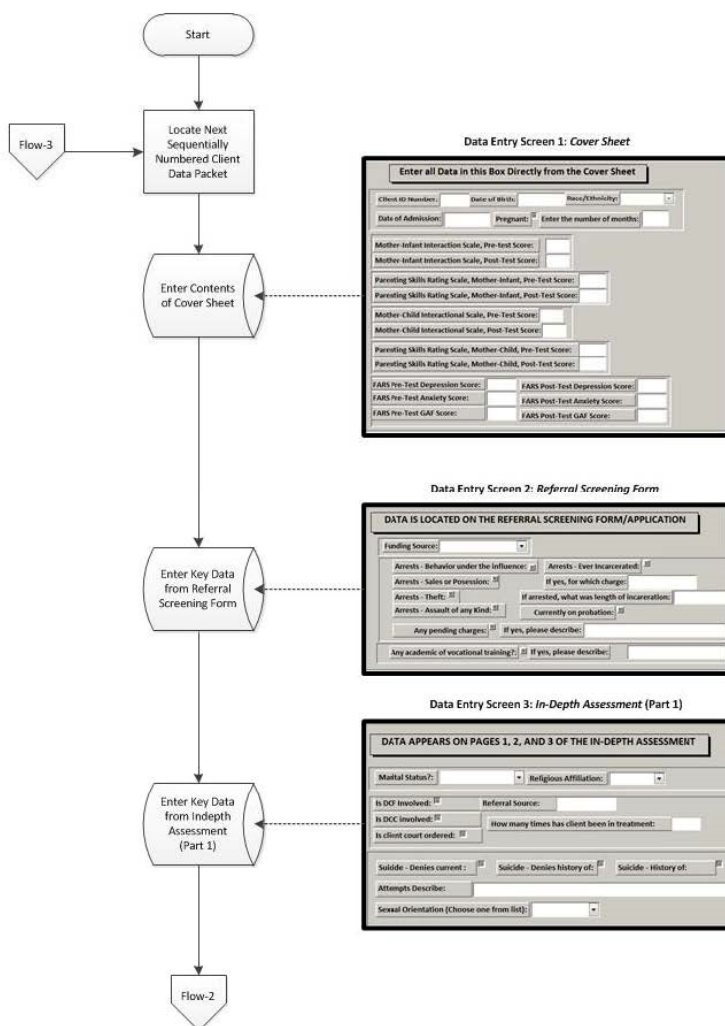 Start
Flow-3
Locate Next
Sequentially
Numbered Client
Data Packet
Enter Contents
of Cover Sheet
Enter Key Data
from Referral
Screening Form
Enter Key Data
from Indepth
Assessment
(Part 1)
Flow-2
Data Entry Screen 1: Cover Sheet
Enter all Data in this Box Directly from the Cover Sheet
Client ID Number: Date of Birth: Race/Ethnicity:
Date of Admission: Pregnant: Enter the number of months:
Mother-Infant Interaction Scale, Pre-test Score:
Mother-Infant Interaction Scale, Post-Test Score:
Parenting Skills Rating Scale, Mother-Infant, Pre-Test Score:
Parenting Skills Rating Scale, Mother-Infant, Post-Test Score:
Mother-Child Interactional Scale, Pre-Test Score:
Mother-Child Interactional Scale, Post-Test Score:
Parenting Skills Rating Scale, Mother-Child, Pre-Test Score:
Parenting Skills Rating Scale, Mother-Child, Post-Test Score:
FARS Pre-Test Depression Score: FARS Post-Test Depression Score:
FARS Pre-Test Anxiety Score: FARS Post-Test Anxiety Score:
FARS Pre-Test GAF Score: FARS Post-Test GAF Score:
Data Entry Screen 2: Referral Screening Form
DATA IS LOCATED ON THE REFERRAL SCREENING FORM/APPLICATION
Funding Source:
Arrests - Behavior under the influence: Arrests - Ever Incarcerated:
Arrests - Sales or Posession: If yes, for which charge:
Arrests - Theft: If arrested, what was length of incareration:
Arrests - Assault of any Kind: Currently on probation:
Any pending charges: If yes, please describe:
Any academic of vocational training?: If yes, please describe:
Data Entry Screen 3: In-Depth Assessment (Part 1)
DATA APPEARS ON PAGES 1, 2, AND 3 OF THE IN-DEPTH ASSESSMENT
Marital Status?: Religious Affiliation:
Is DCF Involved: Referral Source:
Is DCC involved: How many times has client been in treatment:
Is client court ordered:
Suicide - Denies current : Suicide - Denies history of: Suicide - History of:
Attempts Describe:
Sexual Orientation (Choose one from list):